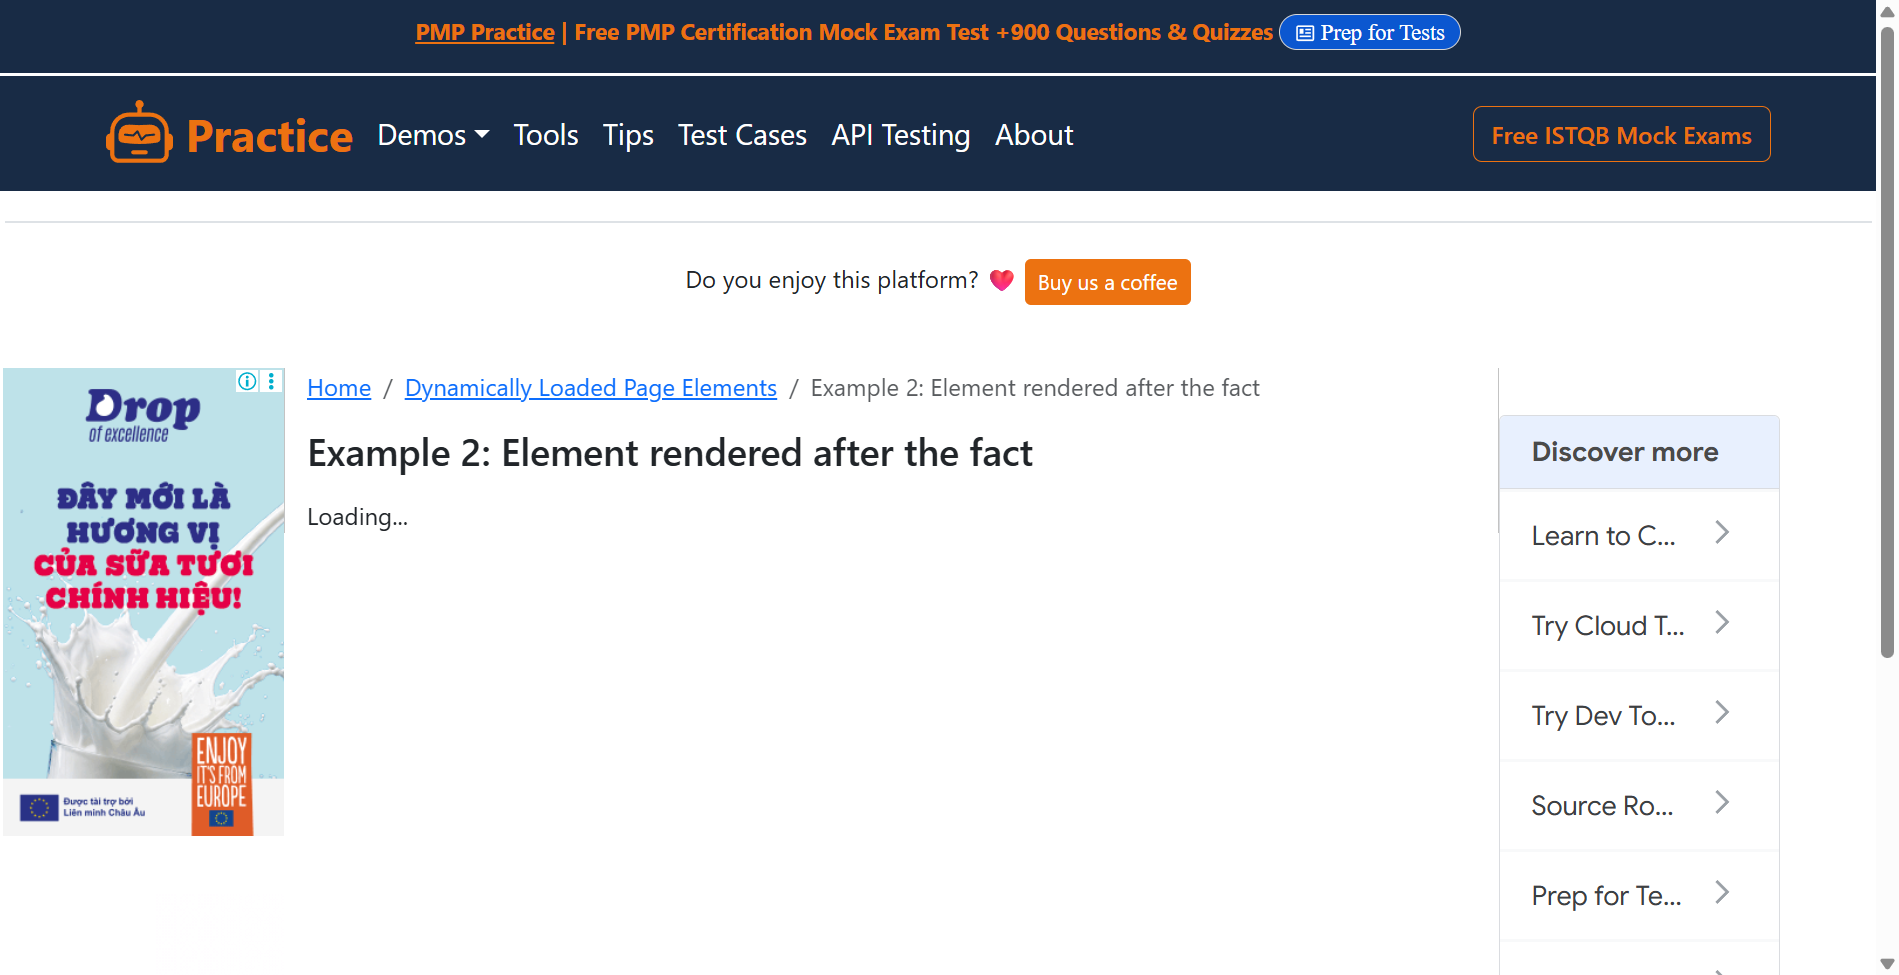 PMP Practice | Free PMP Certification Mock Exam Test +900 Questions & Quizzes Prep for Tests
Practice Demos Tools Tips Test Cases API Testing About Free ISTQB Mock Exams
Do you enjoy this platform? Buy us a coffee
Drop
of excellence
ĐÂY MỚI LÀ
HƯƠNG VỊ
CỦA SỮA TƯƠI
CHÍNH HIỆU!
ENJOY
IT'S FROM
EUROPE
Được tài trợ bởi
Liên minh Châu Âu
Home / Dynamically Loaded Page Elements / Example 2: Element rendered after the fact
Example 2: Element rendered after the fact
Loading...
Discover more
Learn to C...
Try Cloud T...
Try Dev To...
Source Ro...
Prep for Te...